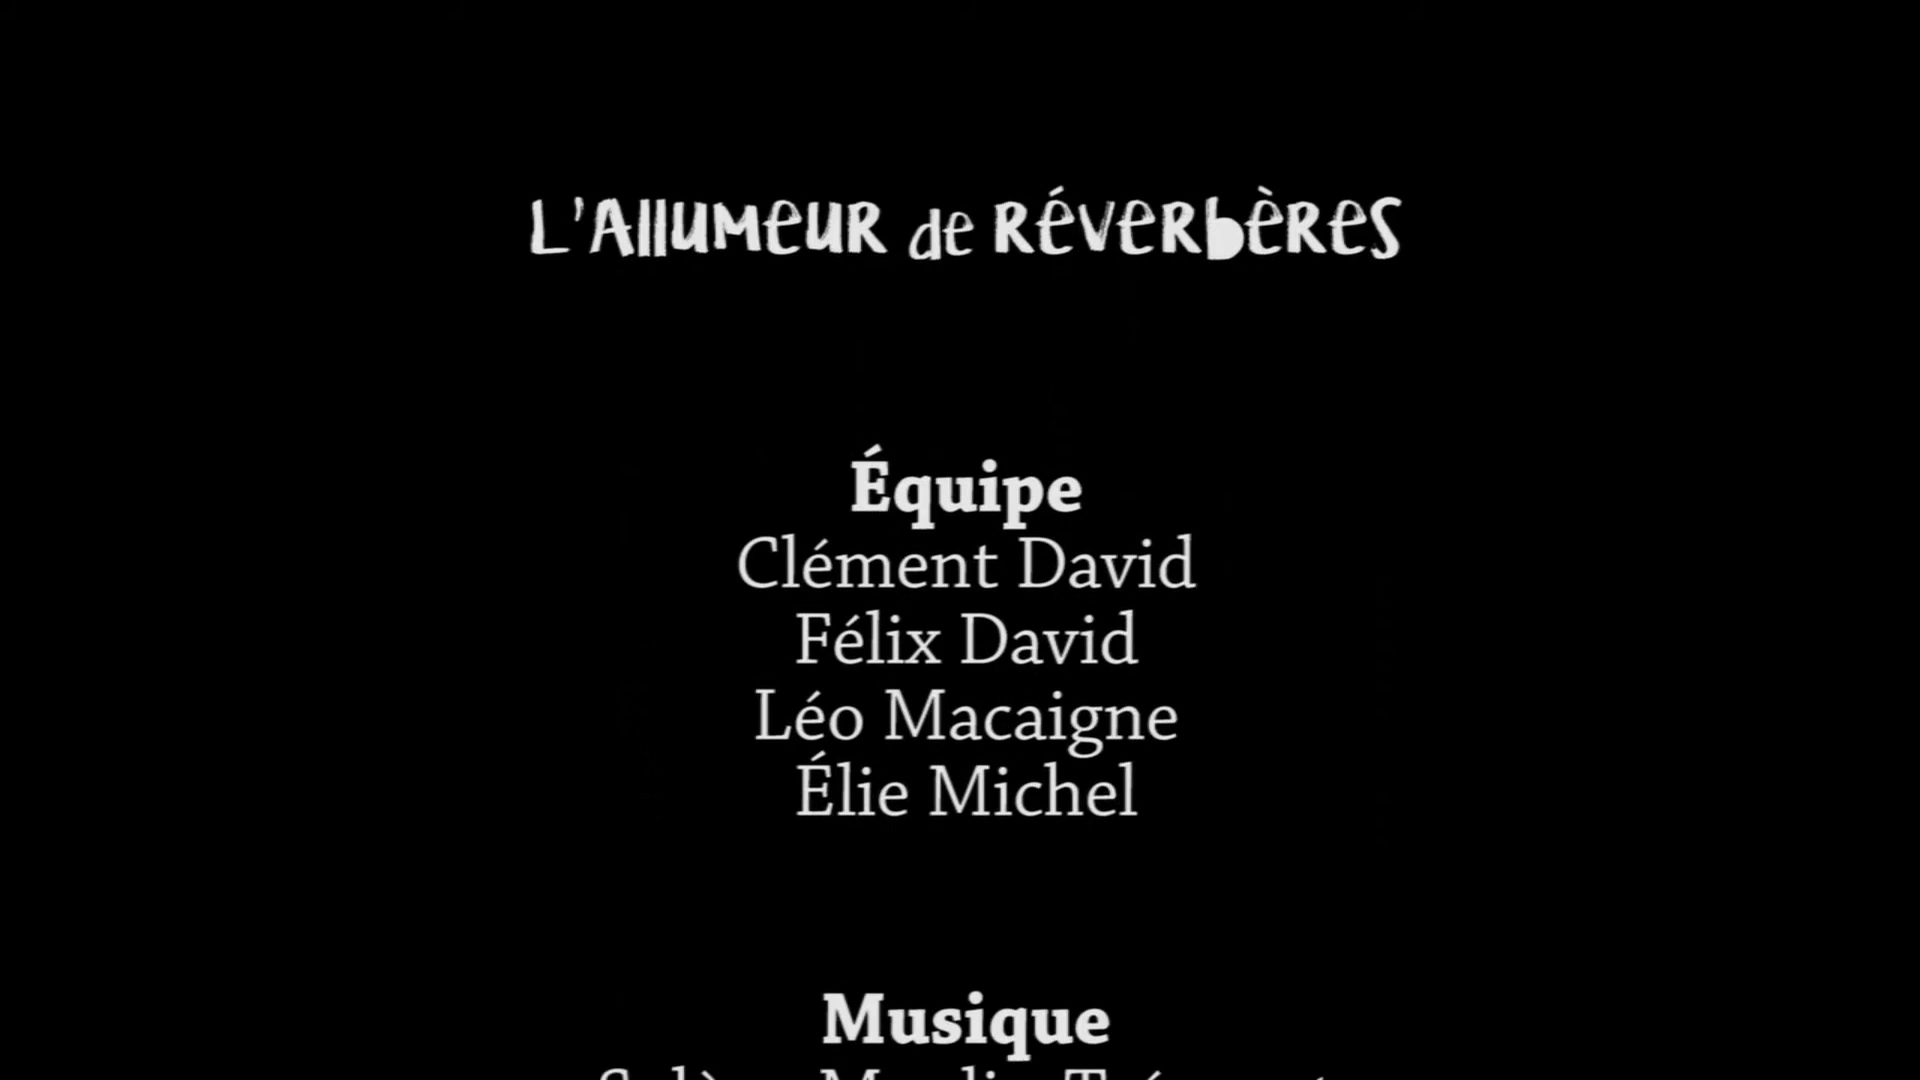 L'Allumeur de Réverbères
Équipe
Clément David
Félix David
Léo Macaigne
Élie Michel
Musique